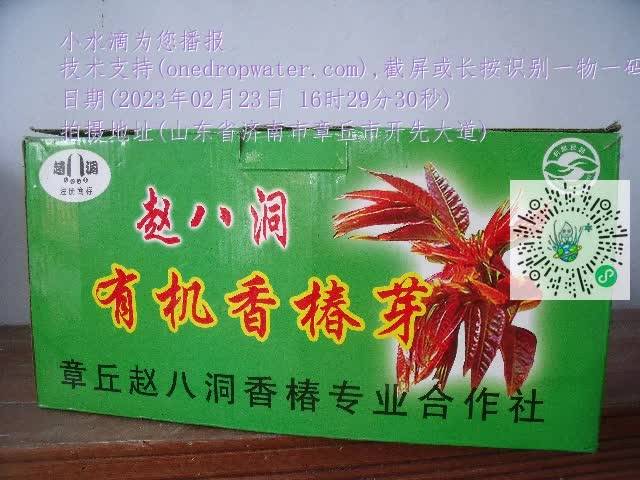 小水滴为您播报
技术支持(onedropwater.com),截屏或长按识别一物一码
日期(2023年02月23日 16时29分30秒)
拍摄地址(山东省济南市章丘市开先大道)
赵八洞
赵八洞
有机香椿芽
章丘赵八洞香椿专业合作社